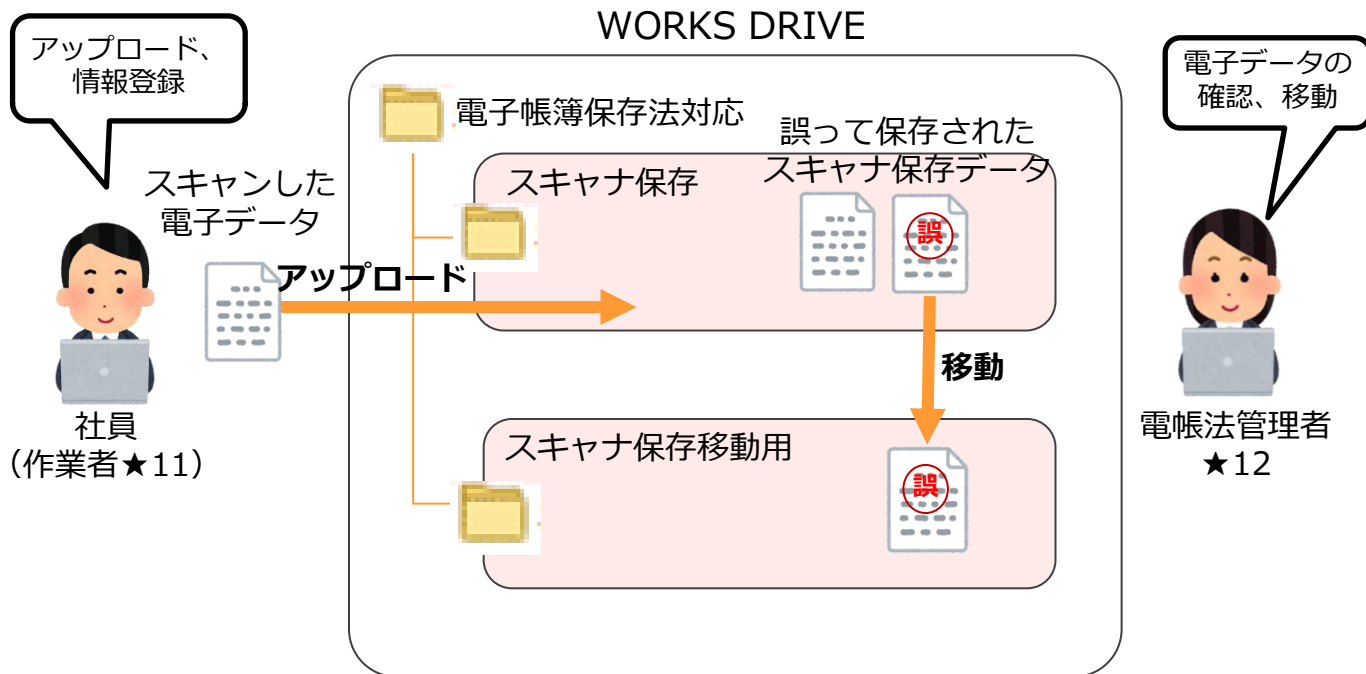 WORKS DRIVE
アップロード、
情報登録
電子データの
確認、移動
電子帳簿保存法対応
誤って保存された
スキャナ保存データ
スキャンした
電子データ
スキャナ保存
誤
アップロード
移動
社員
（作業者★11）
スキャナ保存移動用
誤
電帳法管理者
★12